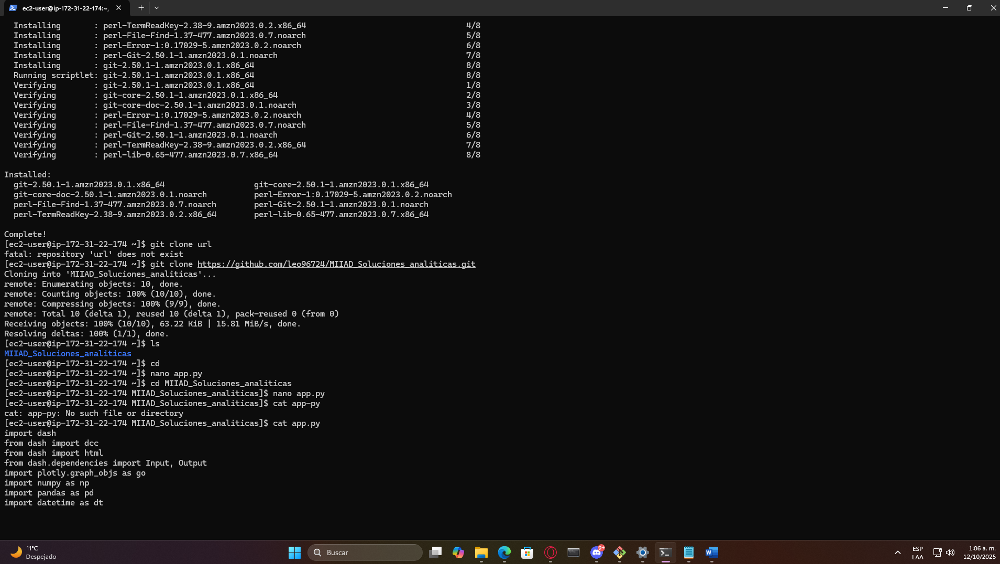 ec2-user@ip-172-31-22-174:~,
Installing : perl-TermReadKey-2.38-9.amzn2023.0.2.x86_64 4/8
Installing : perl-File-Find-1.37-477.amzn2023.0.7.noarch 5/8
Installing : perl-Error-1:0.17029-5.amzn2023.0.2.noarch 6/8
Installing : perl-Git-2.50.1-1.amzn2023.0.1.noarch 7/8
Installing : git-2.50.1-1.amzn2023.0.1.x86_64 8/8
Running scriptlet: git-2.50.1-1.amzn2023.0.1.x86_64 8/8
Verifying : git-2.50.1-1.amzn2023.0.1.x86_64 1/8
Verifying : git-core-2.50.1-1.amzn2023.0.1.x86_64 2/8
Verifying : git-core-doc-2.50.1-1.amzn2023.0.1.noarch 3/8
Verifying : perl-Error-1:0.17029-5.amzn2023.0.2.noarch 4/8
Verifying : perl-File-Find-1.37-477.amzn2023.0.7.noarch 5/8
Verifying : perl-Git-2.50.1-1.amzn2023.0.1.noarch 6/8
Verifying : perl-TermReadKey-2.38-9.amzn2023.0.2.x86_64 7/8
Verifying : perl-lib-0.65-477.amzn2023.0.7.x86_64 8/8
Installed:
git-2.50.1-1.amzn2023.0.1.x86_64 git-core-2.50.1-1.amzn2023.0.1.x86_64
git-core-doc-2.50.1-1.amzn2023.0.1.noarch perl-Error-1:0.17029-5.amzn2023.0.2.noarch
perl-File-Find-1.37-477.amzn2023.0.7.noarch perl-Git-2.50.1-1.amzn2023.0.1.noarch
perl-TermReadKey-2.38-9.amzn2023.0.2.x86_64 perl-lib-0.65-477.amzn2023.0.7.x86_64
Complete!
[ec2-user@ip-172-31-22-174 ~]$ git clone url
fatal: repository 'url' does not exist
[ec2-user@ip-172-31-22-174 ~]$ git clone https://github.com/leo96724/MIIAD_Soluciones_analiticas.git
Cloning into 'MIIAD_Soluciones_analiticas'...
remote: Enumerating objects: 10, done.
remote: Counting objects: 100% (10/10), done.
remote: Compressing objects: 100% (9/9), done.
remote: Total 10 (delta 1), reused 10 (delta 1), pack-reused 0 (from 0)
Receiving objects: 100% (10/10), 63.22 KiB | 15.81 MiB/s, done.
Resolving deltas: 100% (1/1), done.
[ec2-user@ip-172-31-22-174 ~]$ ls
MIIAD_Soluciones_analiticas
[ec2-user@ip-172-31-22-174 ~]$ cd
[ec2-user@ip-172-31-22-174 ~]$ nano app.py
[ec2-user@ip-172-31-22-174 ~]$ cd MIIAD_Soluciones_analiticas
[ec2-user@ip-172-31-22-174 MIIAD_Soluciones_analiticas]$ nano app.py
[ec2-user@ip-172-31-22-174 MIIAD_Soluciones_analiticas]$ cat app-py
cat: app-py: No such file or directory
[ec2-user@ip-172-31-22-174 MIIAD_Soluciones_analiticas]$ cat app.py
import dash
from dash import dcc
from dash import html
from dash.dependencies import Input, Output
import plotly.graph_objs as go
import numpy as np
import pandas as pd
import datetime as dt
11°C
Despejado
Buscar
9+
W
ESP
LAA
1:06 a. m.
12/10/2025